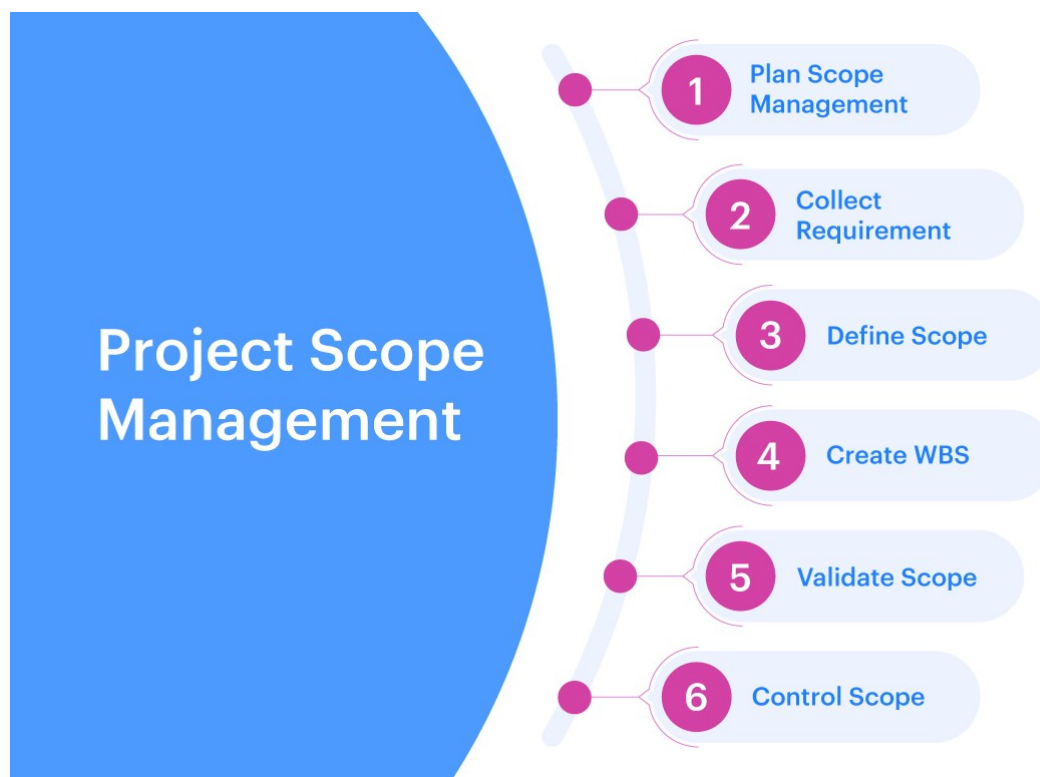 Project Scope
Management
1
Plan Scope
Management
2
Collect
Requirement
3
Define Scope
4
Create WBS
5
Validate Scope
6
Control Scope